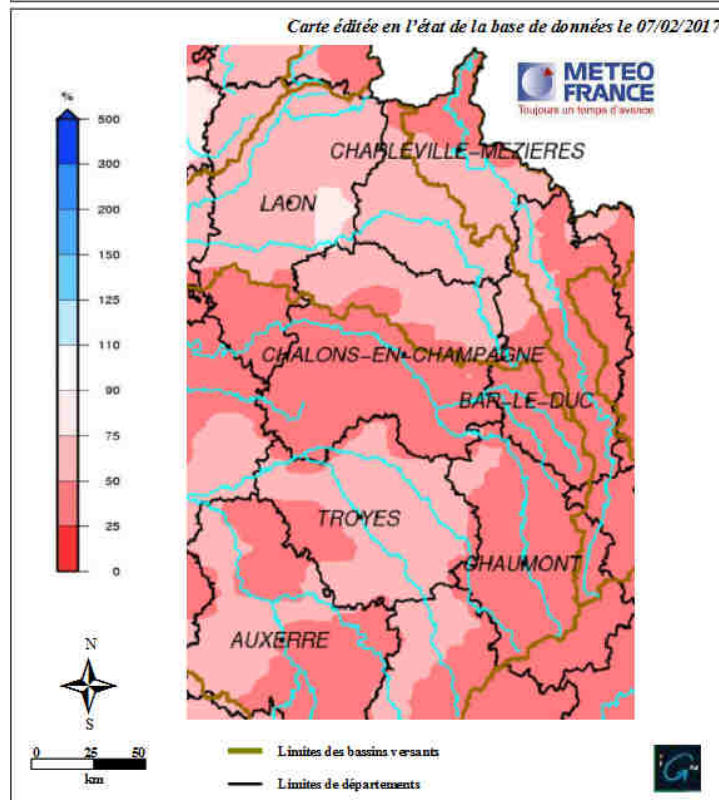 Carte éditée en l'état de la base de données le 07/02/2017
METEO
FRANCE
Toujours un temps d'avance
%
500
300
200
150
125
110
90
75
50
25
0
CHARLEVILLE-MEZIERES
LAON
CHALONS-EN-CHAMPAGNE
BAR-LE-DUC
TROYES
CHAUMONT
AUXERRE
N
S
0 25 50
km
Limites des bassins versants
Limites de départements